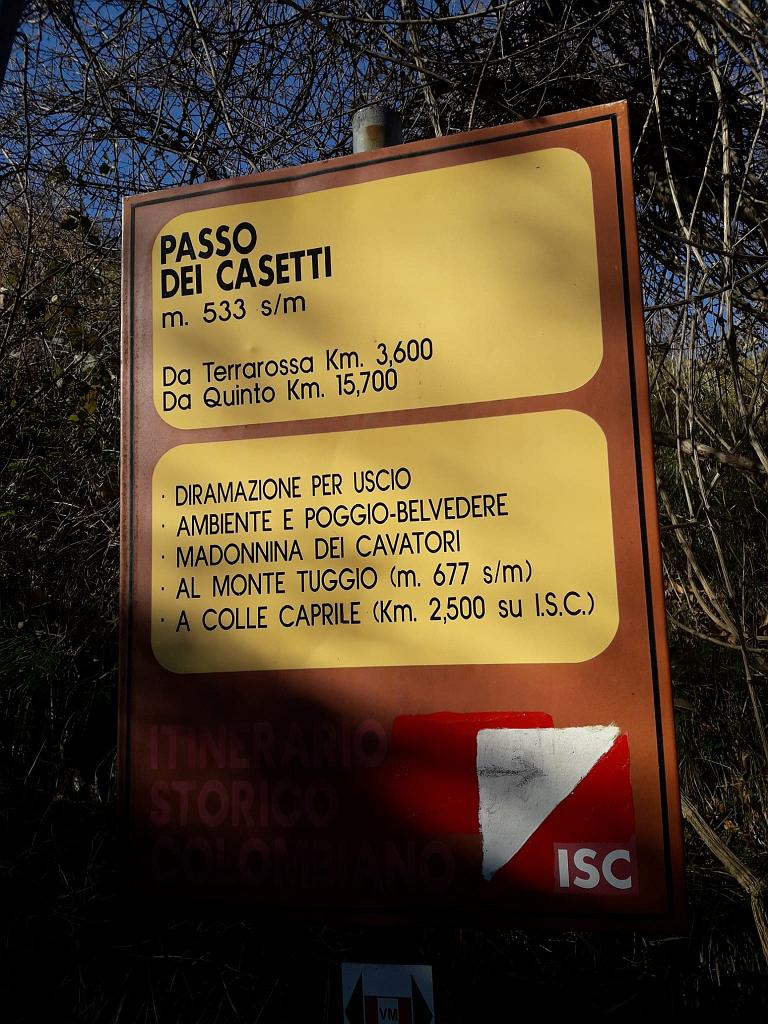 PASSO
DEI CASETTI
m. 533 s/m
Da Terrarossa Km. 3,600
Da Quinto Km. 15,700
· DIRAMAZIONE PER USCIO
· AMBIENTE E POGGIO-BELVEDERE
· MADONNINA DEI CAVATORI
· AL MONTE TUGGIO (m. 677 s/m)
· A COLLE CAPRILE (Km. 2,500 su I.S.C.)
ITINERARIO
STORICO
COLOMBIANO
ISC
VM